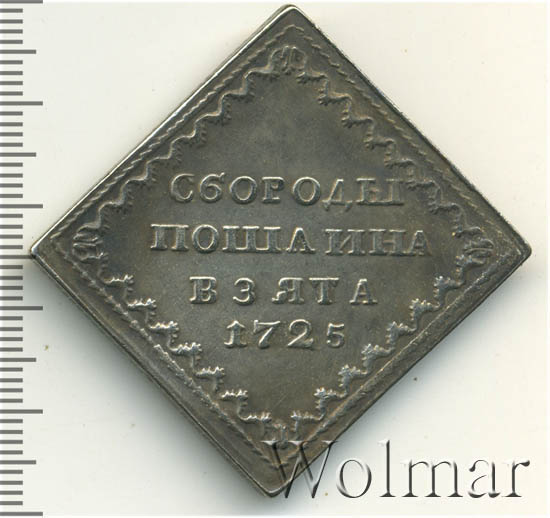 СБОРОДЫ
ПОШЛИНА
ВЗЯТА
1725
Wolmar